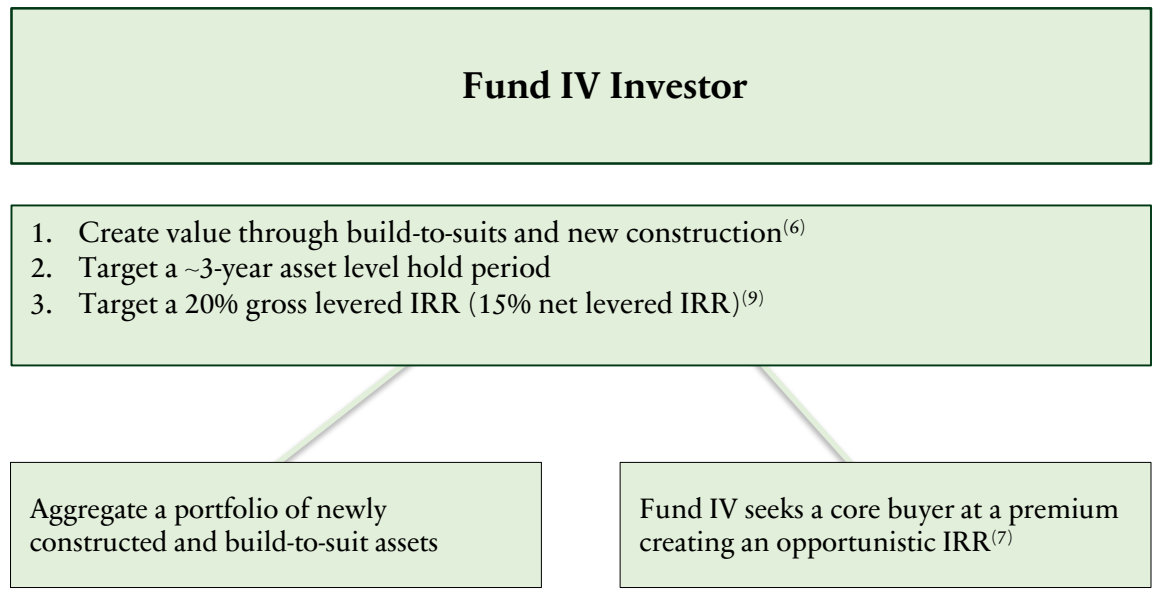 Fund IV Investor
1. Create value through build-to-suits and new construction(6)
2. Target a ~3-year asset level hold period
3. Target a 20% gross levered IRR (15% net levered IRR)(9)
Aggregate a portfolio of newly
constructed and build-to-suit assets
Fund IV seeks a core buyer at a premium
creating an opportunistic IRR(7)